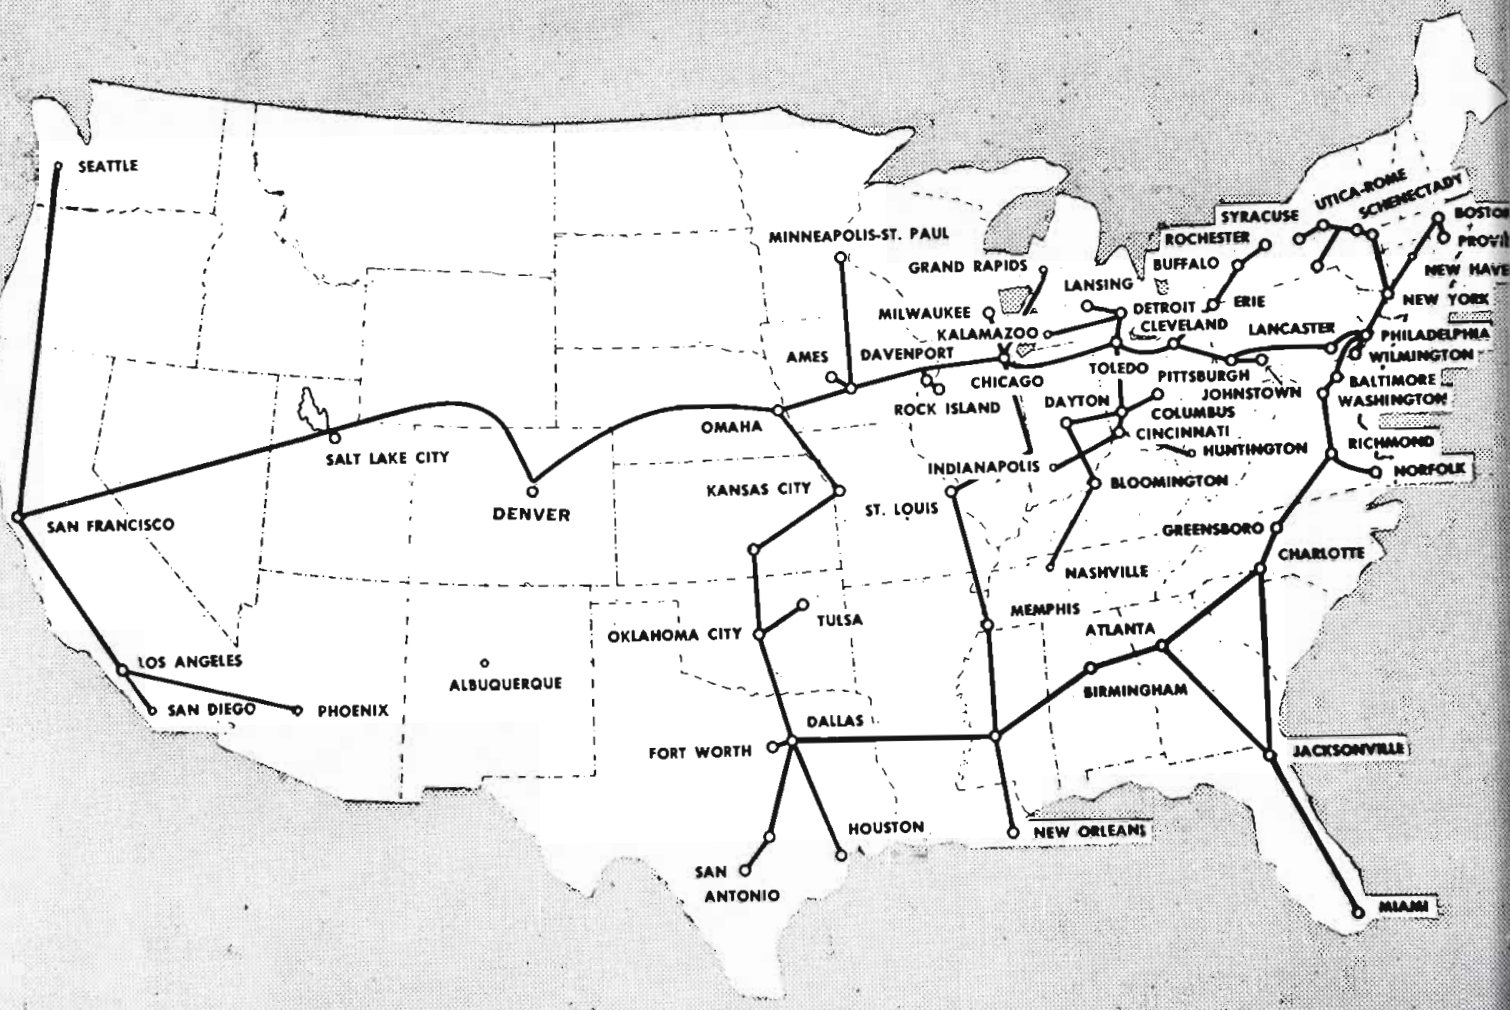 SEATTLE
UTICA-ROME
SCHENECTADY
SYRACUSE
ROCHESTER
BUFFALO
ERIE
NEW YORK
MINNEAPOLIS-ST. PAUL
GRAND RAPIDS
LANSING
MILWAUKEE
DETROIT
KALAMAZOO
CLEVELAND
LANCASTER
PHILADELPHIA
AMES
DAVENPORT
WILMINGTON
CHICAGO
TOLEDO
PITTSBURGH
BALTIMORE
JOHNSTOWN
WASHINGTON
ROCK ISLAND
DAYTON
COLUMBUS
OMAHA
CINCINNATI
HUNTINGTON
RICHMOND
SALT LAKE CITY
INDIANAPOLIS
NORFOLK
KANSAS CITY
BLOOMINGTON
ST. LOUIS
DENVER
SAN FRANCISCO
GREENSBORO
CHARLOTTE
NASHVILLE
MEMPHIS
TULSA
OKLAHOMA CITY
ATLANTA
LOS ANGELES
ALBUQUERQUE
BIRMINGHAM
SAN DIEGO
PHOENIX
DALLAS
FORT WORTH
JACKSONVILLE
HOUSTON
NEW ORLEANS
SAN
ANTONIO
MIAMI
BOSTO
PROVI
NEW HAVE